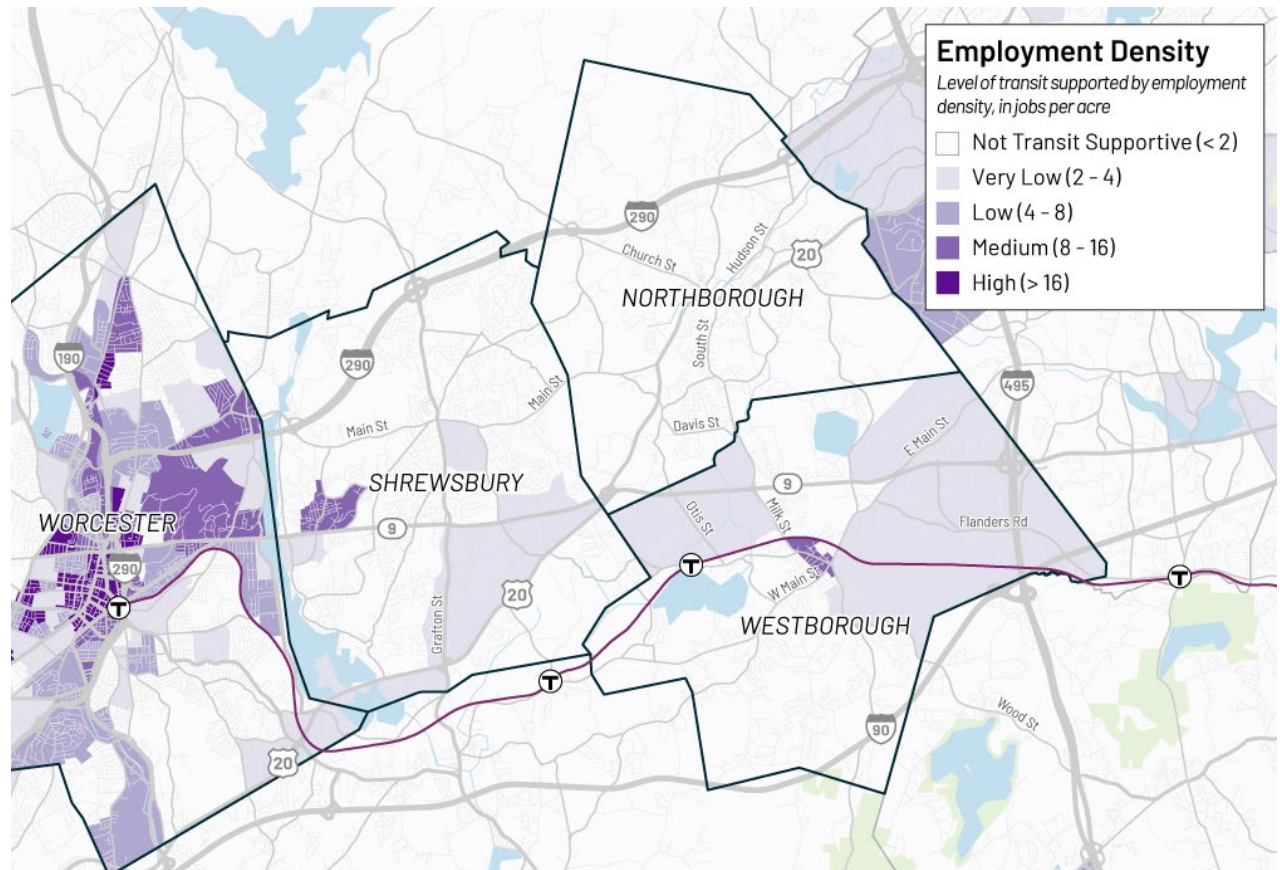 Employment Density
Level of transit supported by employment
density, in jobs per acre
Not Transit Supportive (< 2)
Very Low (2 - 4)
Low (4 - 8)
Medium (8 - 16)
High (> 16)
290
Church St
Hudson St
20
NORTHBOROUGH
South St
190
290
Main St
495
Main St
Davis St
E Main St
SHREWSBURY
9
WORCESTER
9
Otis St
Milk St
Flanders Rd
290
T
T
T
20
W Main St
Grafton St
WESTBOROUGH
T
Wood St
90
20